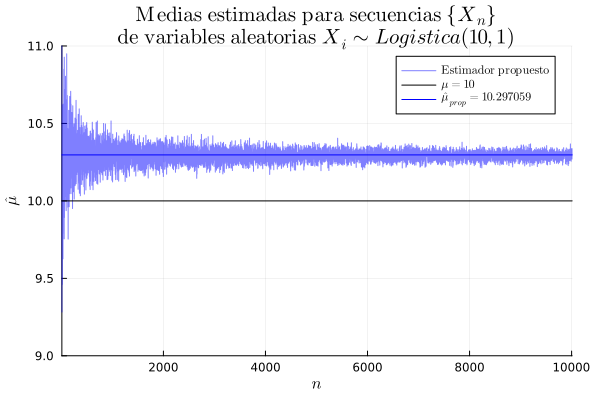 Medias estimadas para secuencias {X_n}
de variables aleatorias X_i ∼ Logistica(10, 1)
11.0
Estimador propuesto
μ = 10
μ̂_prop = 10.297059
10.5
10.0
9.5
9.0
μ̂
2000
4000
6000
8000
10000
n